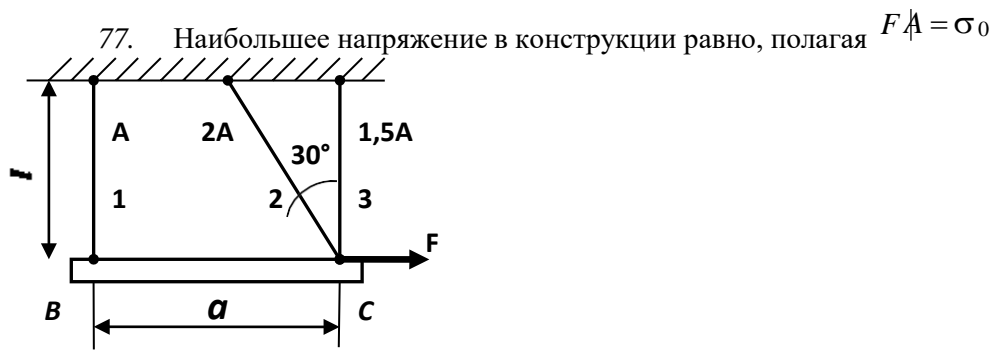 77. Наибольшее напряжение в конструкции равно, полагая F/A = σ₀
A 2A 1,5A
30°
l
1 2 3
F
B a C